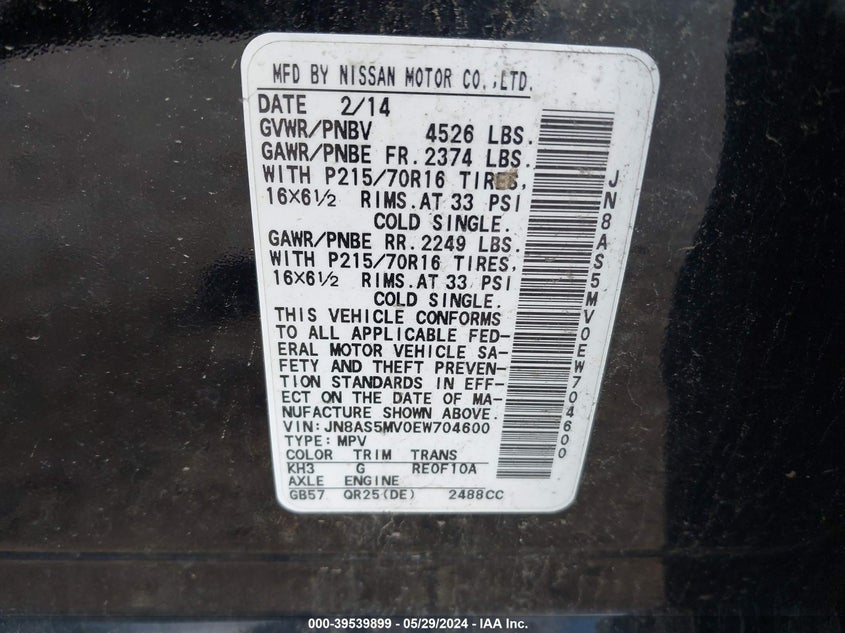 MFD BY NISSAN MOTOR CO.,LTD.
DATE 2/14
GVWR/PNBV 4526 LBS.
GAWR/PNBE FR. 2374 LBS.
WITH P215/70R16 TIRES,
16X6½ RIMS.AT 33 PSI
COLD SINGLE.
GAWR/PNBE RR. 2249 LBS.
WITH P215/70R16 TIRES,
16X6½ RIMS.AT 33 PSI
COLD SINGLE.
THIS VEHICLE CONFORMS
TO ALL APPLICABLE FED-
ERAL MOTOR VEHICLE SA-
FETY AND THEFT PREVEN-
TION STANDARDS IN EFF-
ECT ON THE DATE OF MA-
NUFACTURE SHOWN ABOVE.
VIN:JN8AS5MV0EW704600
TYPE:MPV
COLOR TRIM TRANS
KH3 G RE0F10A
AXLE ENGINE
GB57 QR25(DE) 2488CC
JN8AS5MV0EW704600
000-39539899 — 05/29/2024 — IAA Inc.